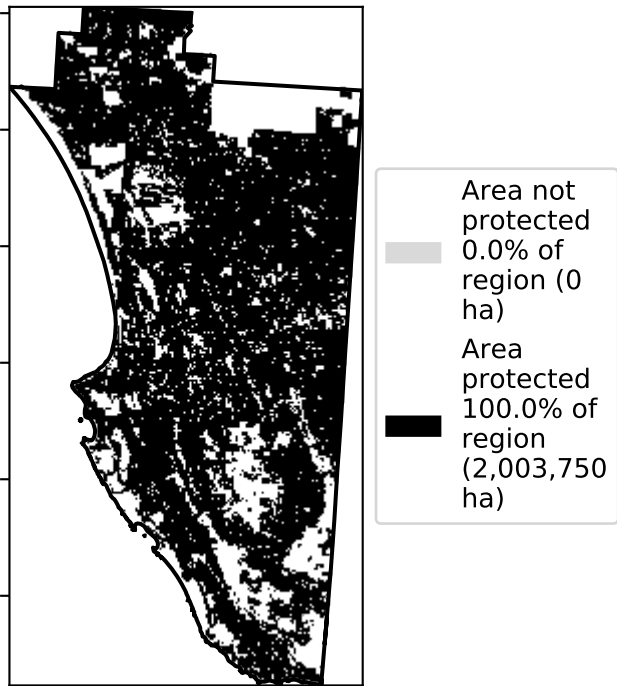 Area not
protected
0.0% of
region (0
ha)
Area
protected
100.0% of
region
(2,003,750
ha)